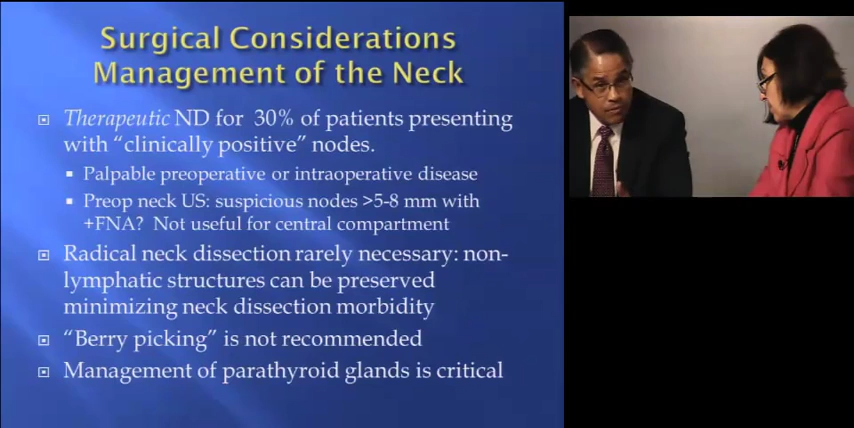 Surgical Considerations
Management of the Neck
Therapeutic ND for 30% of patients presenting
with “clinically positive” nodes.
Palpable preoperative or intraoperative disease
Preop neck US: suspicious nodes >5-8 mm with
+FNA? Not useful for central compartment
Radical neck dissection rarely necessary: non-
lymphatic structures can be preserved
minimizing neck dissection morbidity
“Berry picking” is not recommended
Management of parathyroid glands is critical